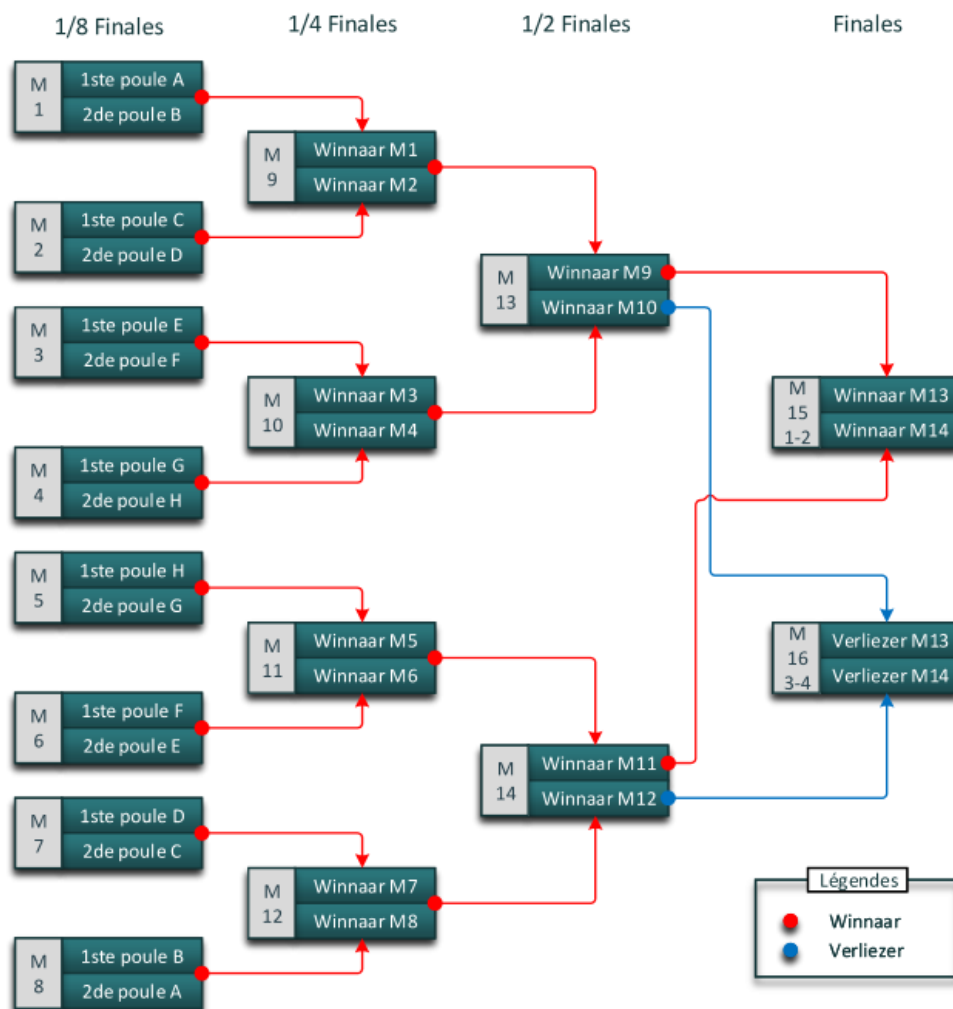 1/8 Finales
1/4 Finales
1/2 Finales
Finales
M
1
1ste poule A
2de poule B
M
2
1ste poule C
2de poule D
M
3
1ste poule E
2de poule F
M
4
1ste poule G
2de poule H
M
5
1ste poule H
2de poule G
M
6
1ste poule F
2de poule E
M
7
1ste poule D
2de poule C
M
8
1ste poule B
2de poule A
M
9
Winnaar M1
Winnaar M2
M
10
Winnaar M3
Winnaar M4
M
11
Winnaar M5
Winnaar M6
M
12
Winnaar M7
Winnaar M8
M
13
Winnaar M9
Winnaar M10
M
14
Winnaar M11
Winnaar M12
M
15
1-2
Winnaar M13
Winnaar M14
M
16
3-4
Verliezer M13
Verliezer M14
Légendes
Winnaar
Verliezer